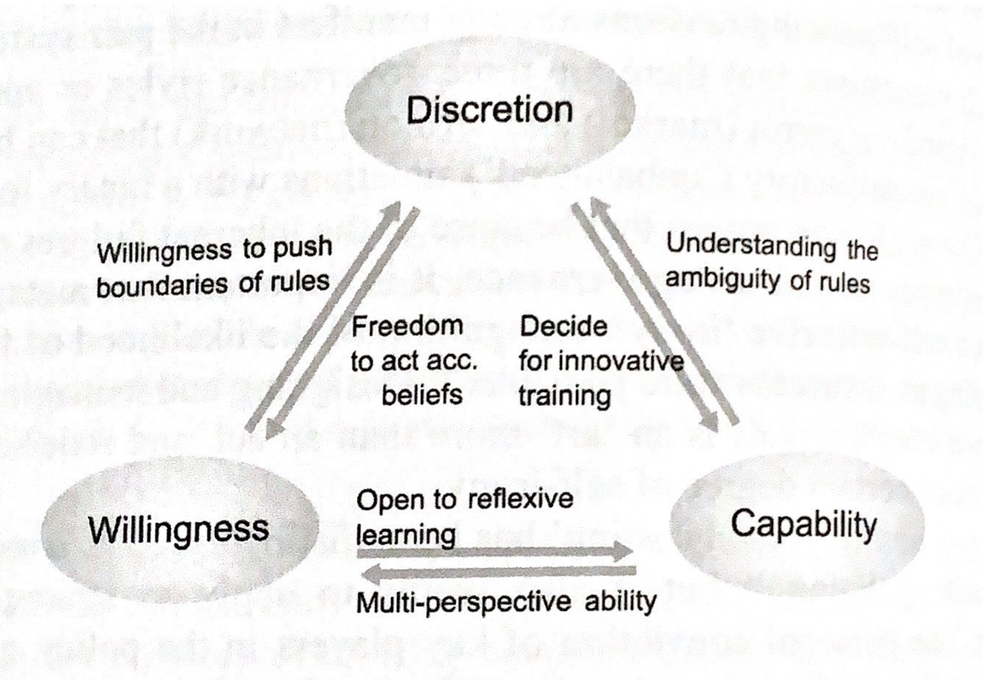 Discretion
Willingness to push
boundaries of rules
Understanding the
ambiguity of rules
Freedom
to act acc.
beliefs
Decide
for innovative
training
Willingness
Open to reflexive
learning
Multi-perspective ability
Capability